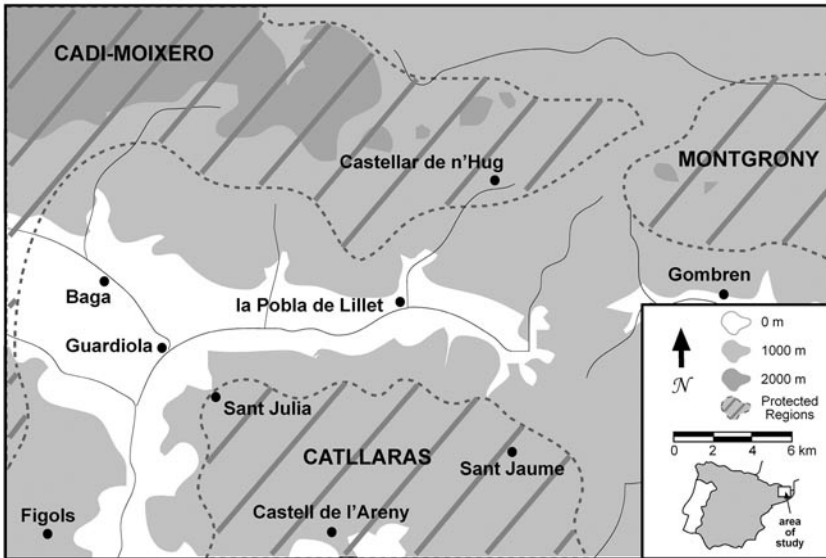 CADI-MOIXERO
Castellar de n'Hug
MONTGRONY
Baga
la Pobla de Lillet
Gombren
Guardiola
Sant Julia
CATLLARAS
Sant Jaume
Figols
Castell de l'Areny
N
0 m
1000 m
2000 m
Protected
Regions
0 2 4 6 km
area
of
study